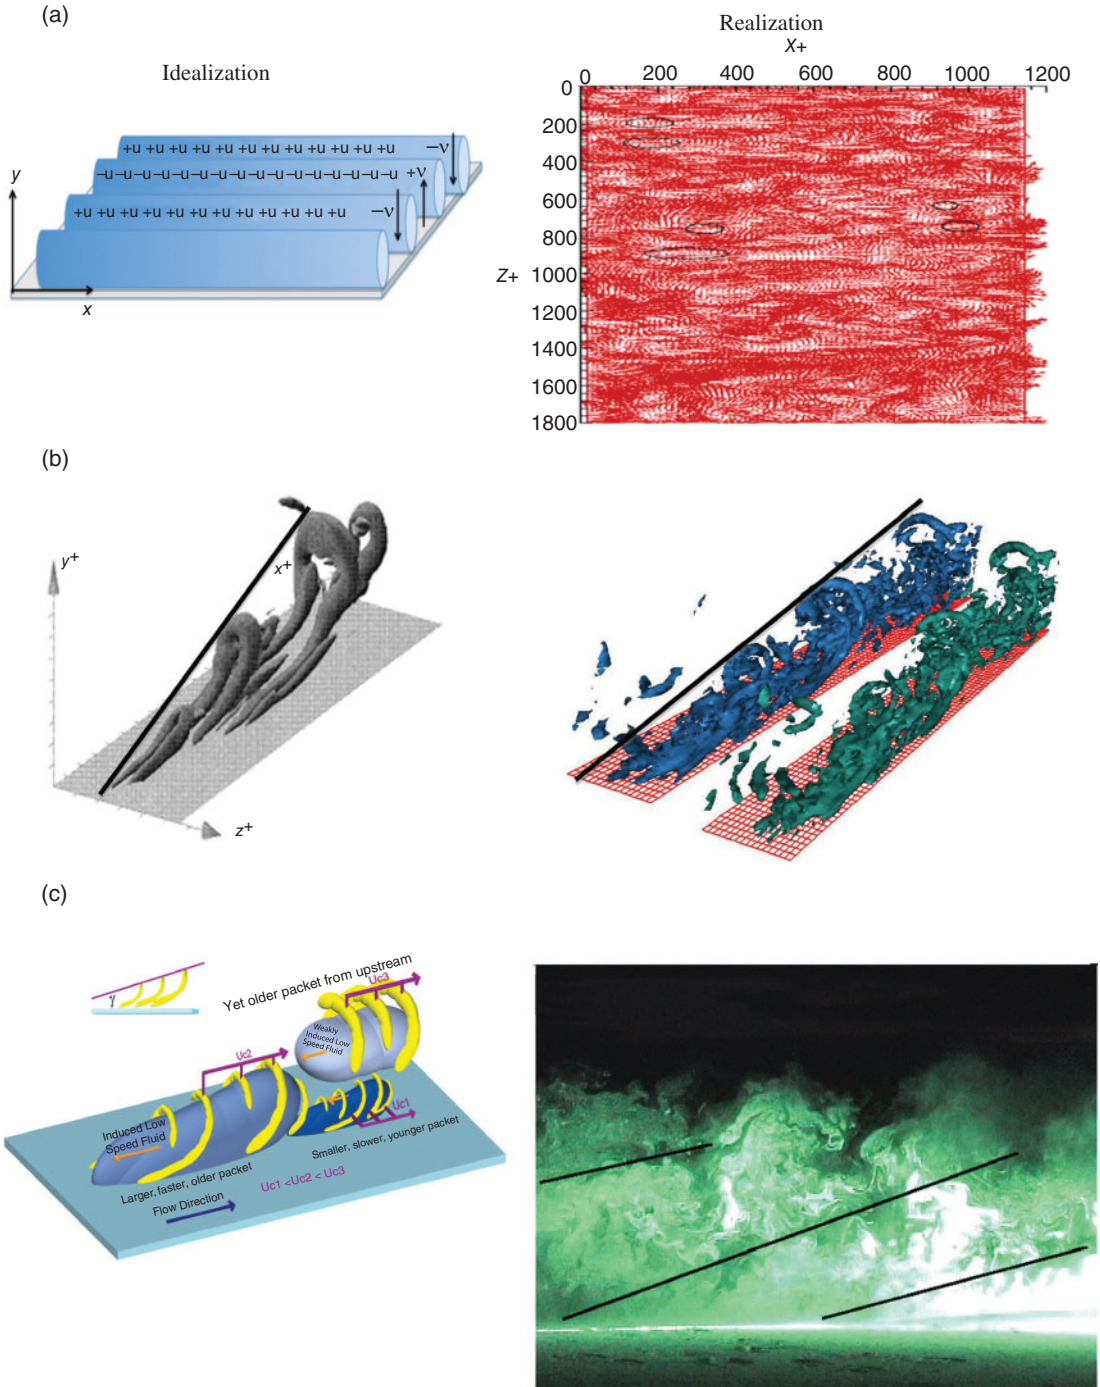 (a)
Idealization
Realization
X+
0 200 400 600 800 1000 1200
0
200
400
600
800
1000
1200
1400
1600
1800
Z+
+u +u +u +u +u +u +u +u +u +u +u +u –v
–u–u–u–u–u–u–u–u–u–u–u–u–u–u +v
+u +u +u +u +u +u +u +u +u +u +u +u –v
y
x
(b)
y+
x+
z+
(c)
γ
Yet older packet from upstream
Uc3
Weakly
Induced Low
Speed Fluid
Uc2
Induced Low
Speed Fluid
Uc1
Smaller, slower, younger packet
Larger, faster, older packet
Uc1 <Uc2 < Uc3
Flow Direction